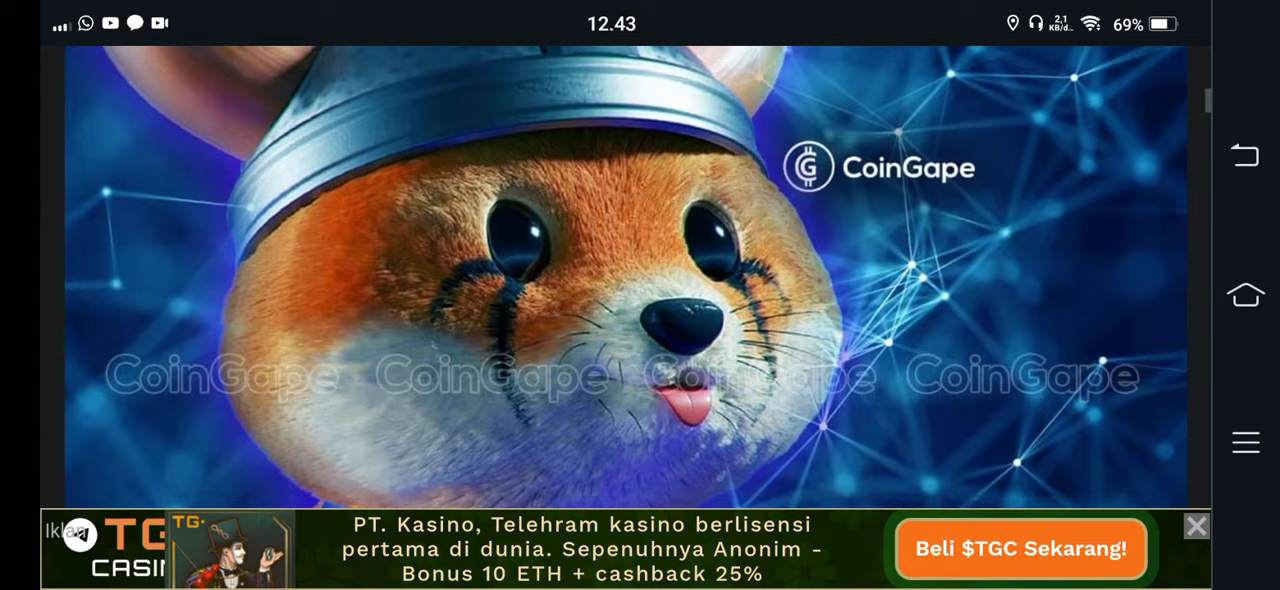 12.43
2,1
KB/d...
69%
CoinGape
CoinGape CoinGape CoinGape CoinGape
Iklan
TG
CASIN
TG.
PT. Kasino, Telehram kasino berlisensi
pertama di dunia. Sepenuhnya Anonim -
Bonus 10 ETH + cashback 25%
Beli $TGC Sekarang!